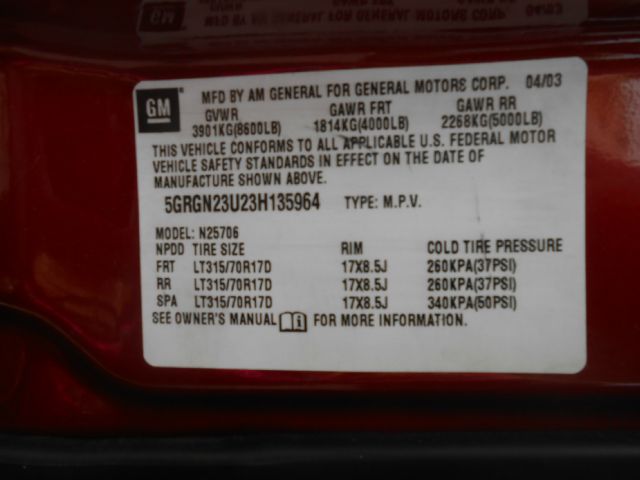 GM
MFD BY AM GENERAL FOR GENERAL MOTORS CORP. 04/03
GVWR GAWR FRT GAWR RR
3901KG(8600LB) 1814KG(4000LB) 2268KG(5000LB)
THIS VEHICLE CONFORMS TO ALL APPLICABLE U.S. FEDERAL MOTOR
VEHICLE SAFETY STANDARDS IN EFFECT ON THE DATE OF
MANUFACTURE SHOWN ABOVE.
5GRGN23U23H135964 TYPE: M.P.V.
MODEL: N25706
NPDD TIRE SIZE RIM COLD TIRE PRESSURE
FRT LT315/70R17D 17X8.5J 260KPA(37PSI)
RR LT315/70R17D 17X8.5J 260KPA(37PSI)
SPA LT315/70R17D 17X8.5J 340KPA(50PSI)
SEE OWNER'S MANUAL i FOR MORE INFORMATION.